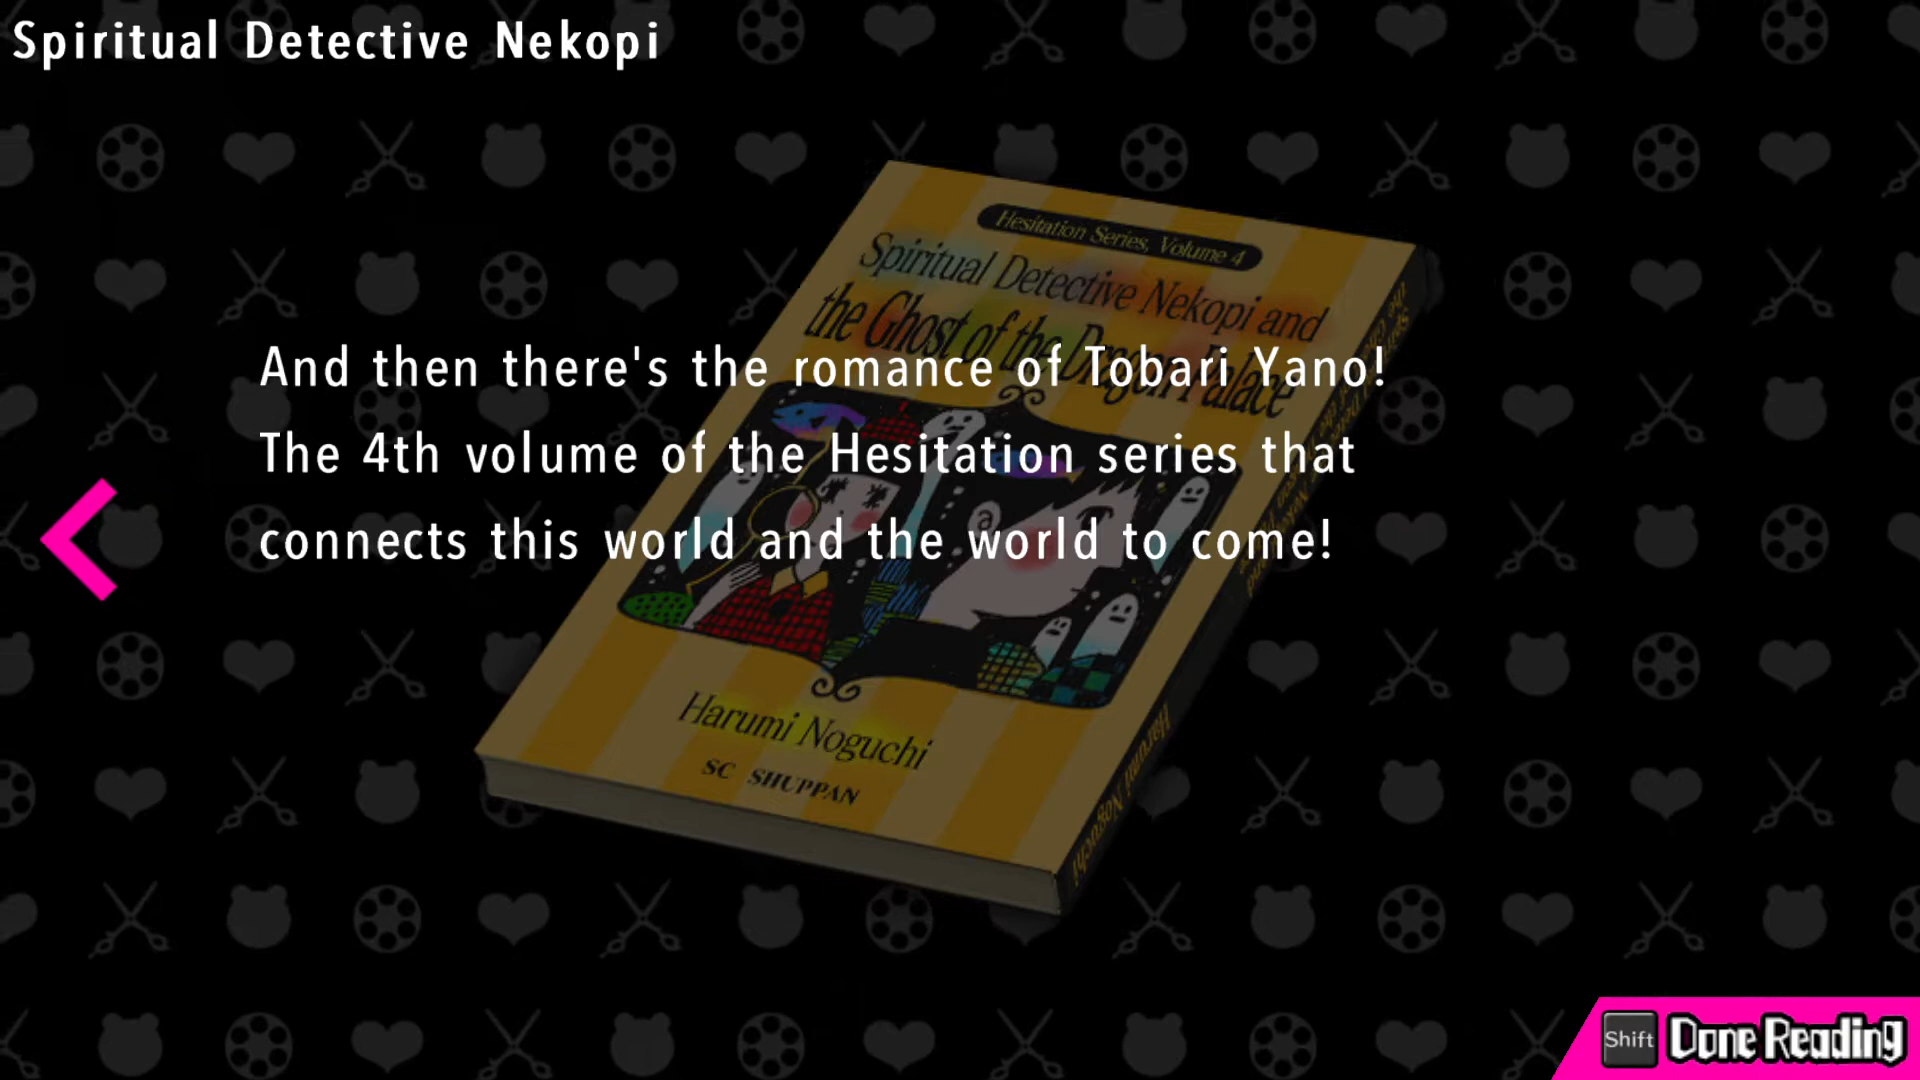 Spiritual Detective Nekopi
Hesitation Series, Volume 4
Spiritual Detective Nekopi and
the Ghost of the Dragon Palace
And then there's the romance of Tobari Yano!
The 4th volume of the Hesitation series that
connects this world and the world to come!
Harumi Noguchi
SC SHUPPAN
Harumi Noguchi
Shift Done Reading